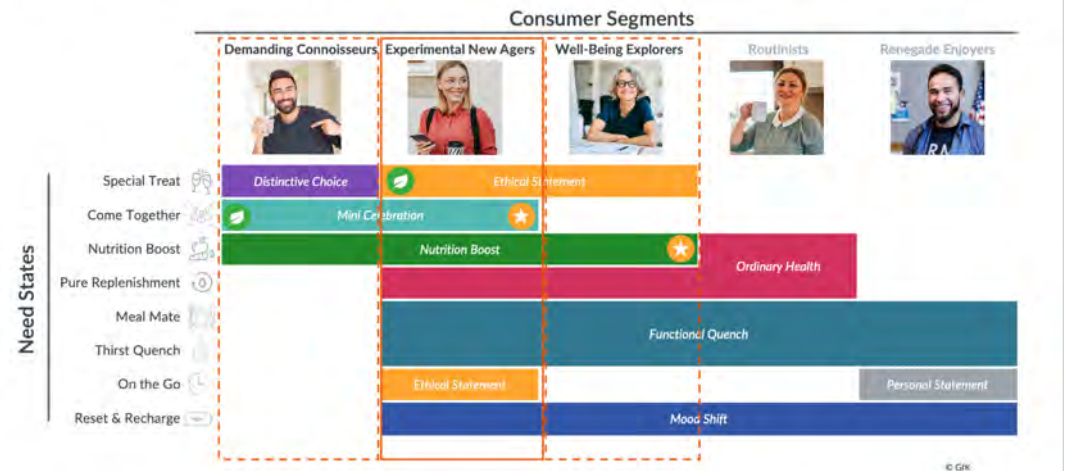 Consumer Segments
Demanding Connoisseurs Experimental New Agers Well-Being Explorers Routinists Renegade Enjoyers
Need States
Special Treat Distinctive Choice Ethical Statement
Come Together Mini Celebration
Nutrition Boost Nutrition Boost
Ordinary Health
Pure Replenishment
Meal Mate
Functional Quench
Thirst Quench
On the Go Ethical Statement Personal Statement
Reset & Recharge Mood Shift
© GfK